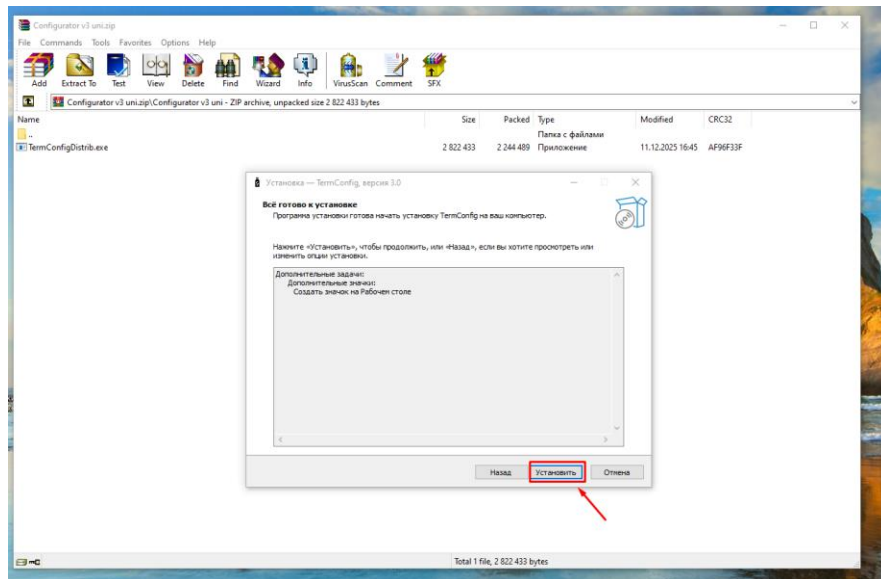 Configurator v3 uni.zip
File Commands Tools Favorites Options Help
Add Extract To Test View Delete Find Wizard Info VirusScan Comment SFX
Configurator v3 uni.zip\Configurator v3 uni - ZIP archive, unpacked size 2 822 433 bytes
Name Size Packed Type Modified CRC32
.. Папка с файлами
TermConfigDistrib.exe 2 822 433 2 244 489 Приложение 11.12.2025 16:45 AF96F33F
Установка — TermConfig, версия 3.0
Всё готово к установке
Программа установки готова начать установку TermConfig на ваш компьютер.
Нажмите «Установить», чтобы продолжить, или «Назад», если вы хотите просмотреть или
изменить опции установки.
Дополнительные задачи:
Дополнительные значки:
Создать значок на Рабочем столе
Назад Установить Отмена
Total 1 file, 2 822 433 bytes